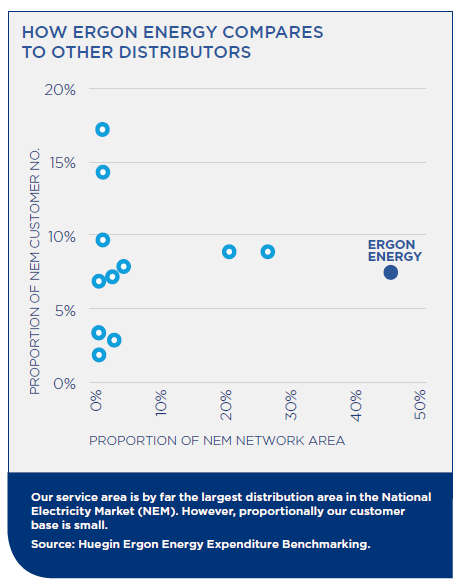 HOW ERGON ENERGY COMPARES
TO OTHER DISTRIBUTORS
PROPORTION OF NEM CUSTOMER NO.
20%
15%
10%
5%
0%
ERGON
ENERGY
0%
10%
20%
30%
40%
50%
PROPORTION OF NEM NETWORK AREA
Our service area is by far the largest distribution area in the National
Electricity Market (NEM). However, proportionally our customer
base is small.
Source: Huegin Ergon Energy Expenditure Benchmarking.